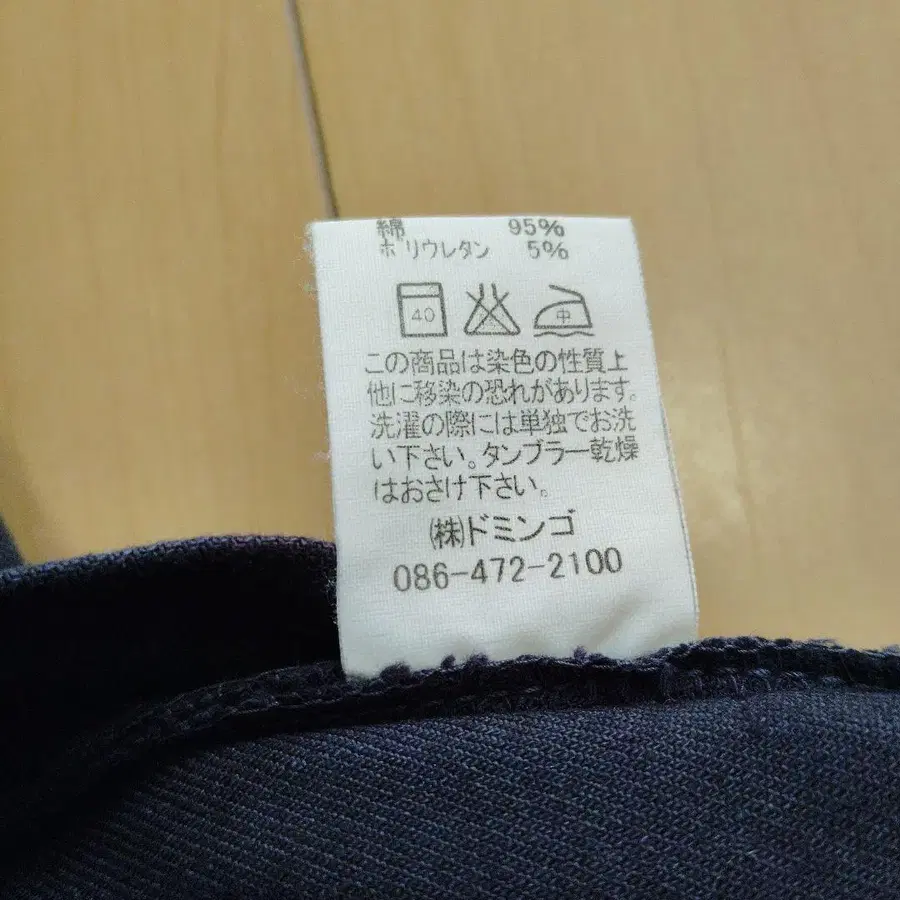 綿 95%
ポリウレタン 5%
40 中
この商品は染色の性質上
他に移染の恐れがあります。
洗濯の際には単独でお洗
い下さい。タンブラー乾燥
はおさけ下さい。
(株)ドミンゴ
086-472-2100